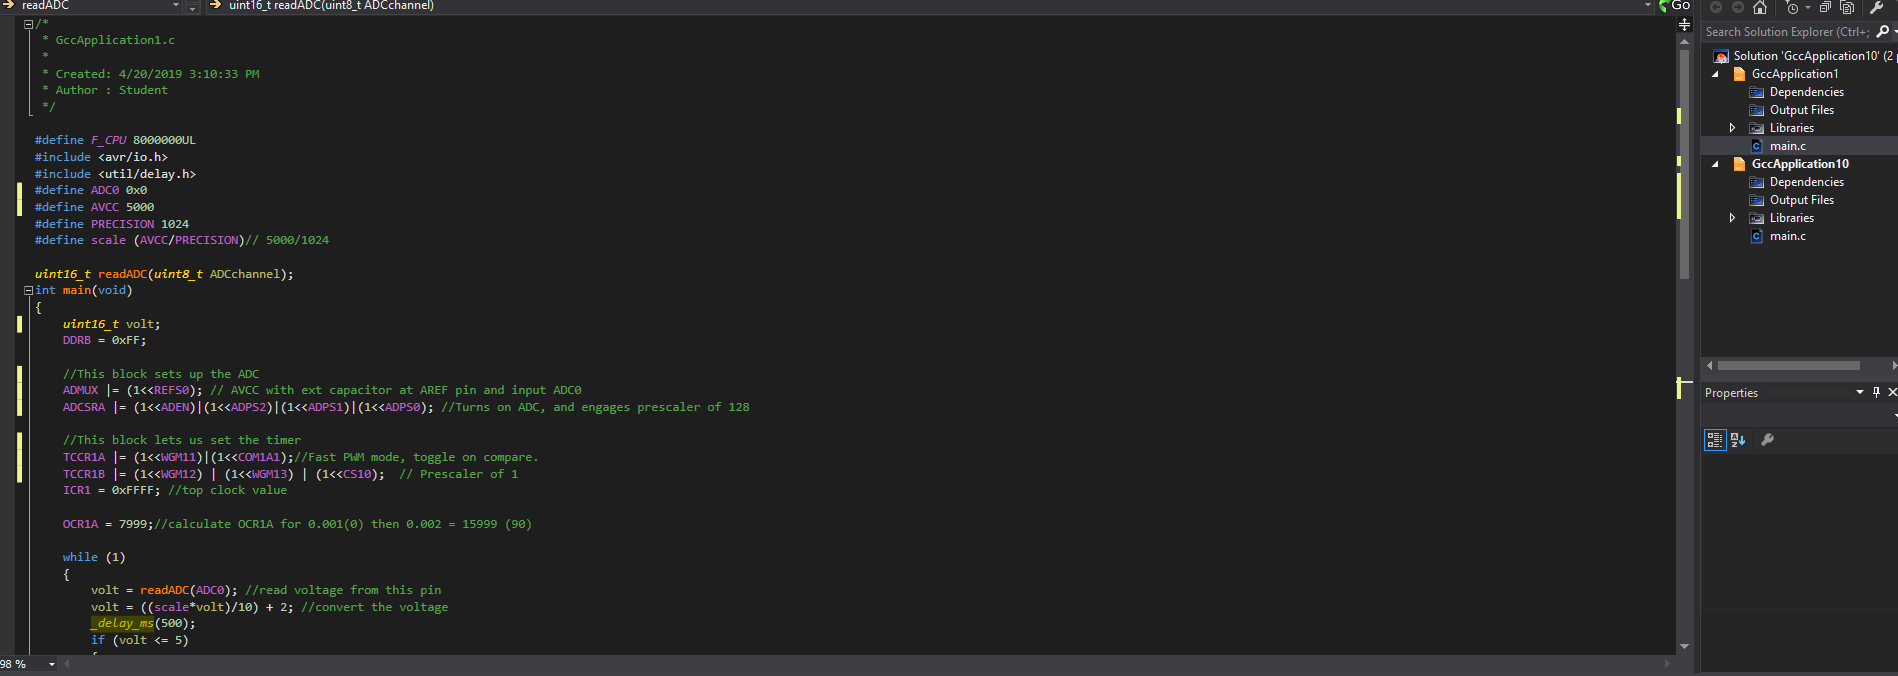 readADC
uint16_t readADC(uint8_t ADCchannel)
Go
/*
* GccApplication1.c
*
* Created: 4/20/2019 3:10:33 PM
* Author : Student
*/
#define F_CPU 8000000UL
#include <avr/io.h>
#include <util/delay.h>
#define ADC0 0x0
#define AVCC 5000
#define PRECISION 1024
#define scale (AVCC/PRECISION)// 5000/1024
uint16_t readADC(uint8_t ADCchannel);
int main(void)
{
uint16_t volt;
DDRB = 0xFF;
//This block sets up the ADC
ADMUX |= (1<<REFS0); // AVCC with ext capacitor at AREF pin and input ADC0
ADCSRA |= (1<<ADEN)|(1<<ADPS2)|(1<<ADPS1)|(1<<ADPS0); //Turns on ADC, and engages prescaler of 128
//This block lets us set the timer
TCCR1A |= (1<<WGM11)|(1<<COM1A1);//Fast PWM mode, toggle on compare.
TCCR1B |= (1<<WGM12) | (1<<WGM13) | (1<<CS10);  // Prescaler of 1
ICR1 = 0xFFFF; //top clock value
OCR1A = 7999;//calculate OCR1A for 0.001(0) then 0.002 = 15999 (90)
while (1)
{
volt = readADC(ADC0); //read voltage from this pin
volt = ((scale*volt)/10) + 2; //convert the voltage
_delay_ms(500);
if (volt <= 5)
98 %
Search Solution Explorer (Ctrl+;
Solution 'GccApplication10' (2
GccApplication1
Dependencies
Output Files
Libraries
main.c
GccApplication10
Dependencies
Output Files
Libraries
main.c
Properties